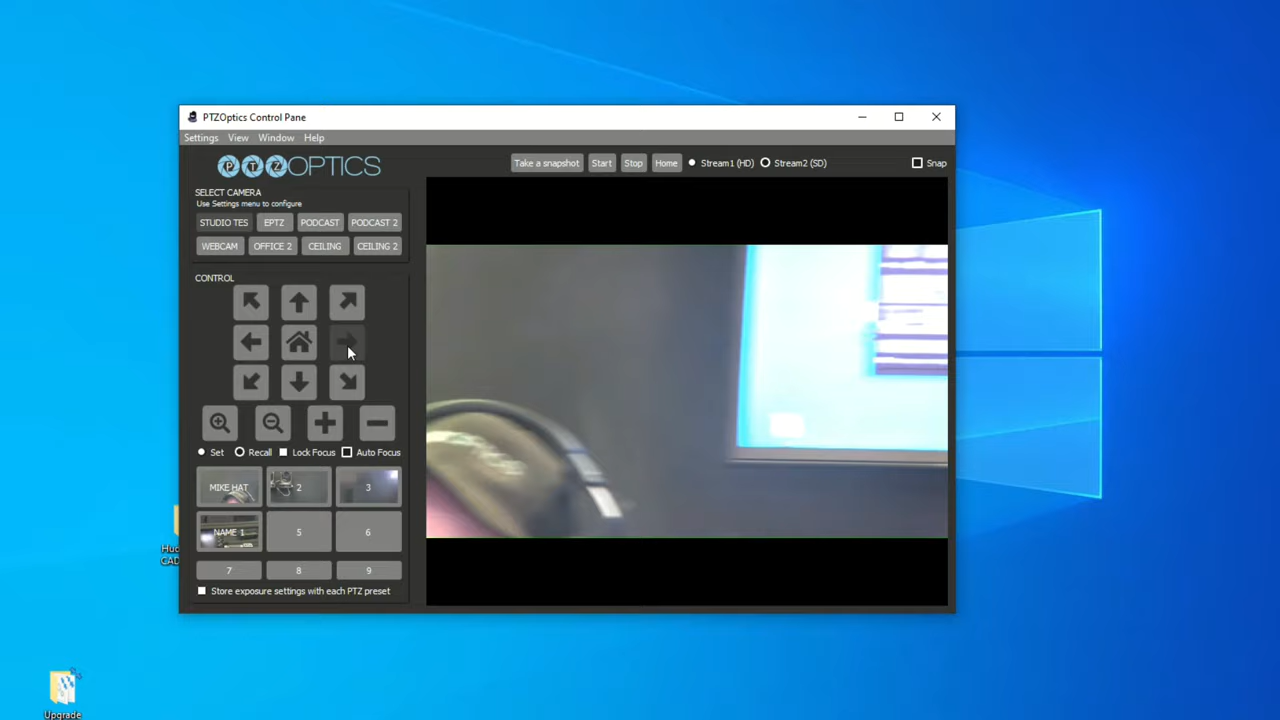 PTZOptics Control Pane
Settings View Window Help
PTZOPTICS
Take a snapshot Start Stop Home Stream1 (HD) Stream2 (SD) Snap
SELECT CAMERA
Use Settings menu to configure
STUDIO TES EPTZ PODCAST PODCAST 2
WEBCAM OFFICE 2 CEILING CEILING 2
CONTROL
Set Recall Lock Focus Auto Focus
MIKE HAT 2 3
NAME 1 5 6
7 8 9
Store exposure settings with each PTZ preset
Upgrade